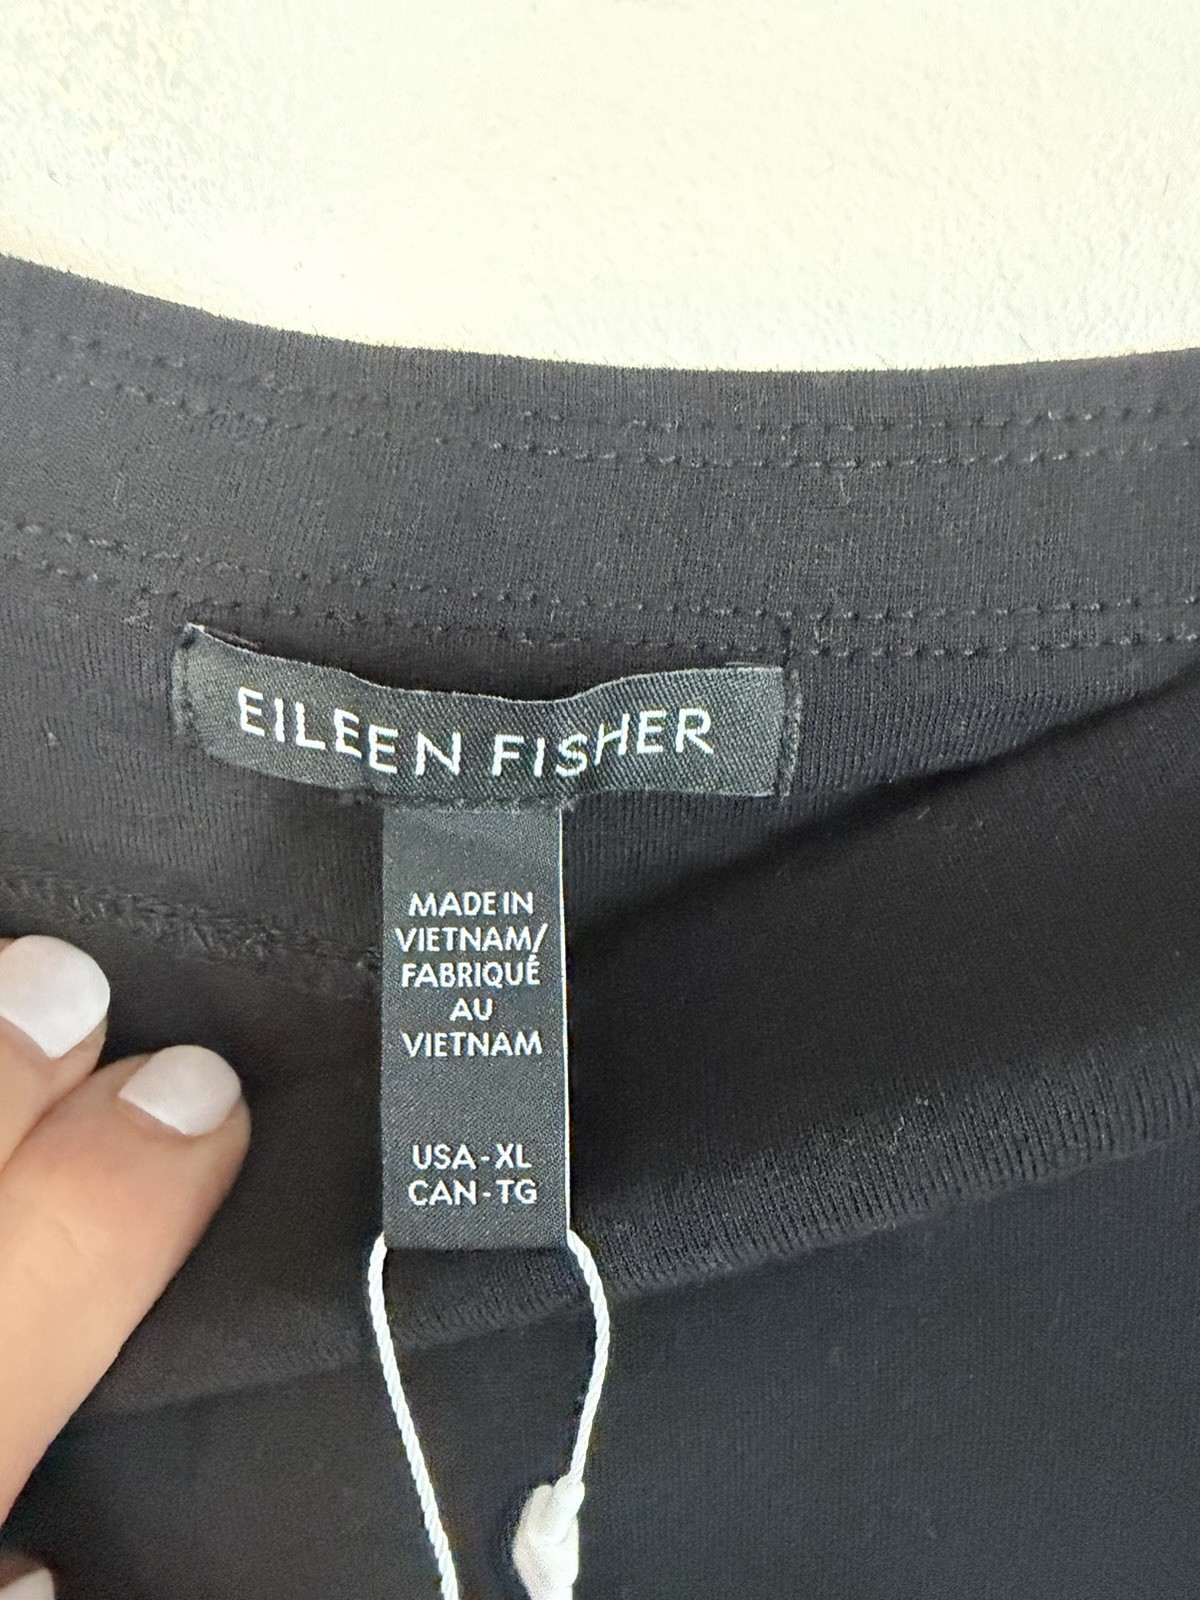 EILEEN FISHER
MADE IN
VIETNAM/
FABRIQUÉ
AU
VIETNAM
USA-XL
CAN-TG